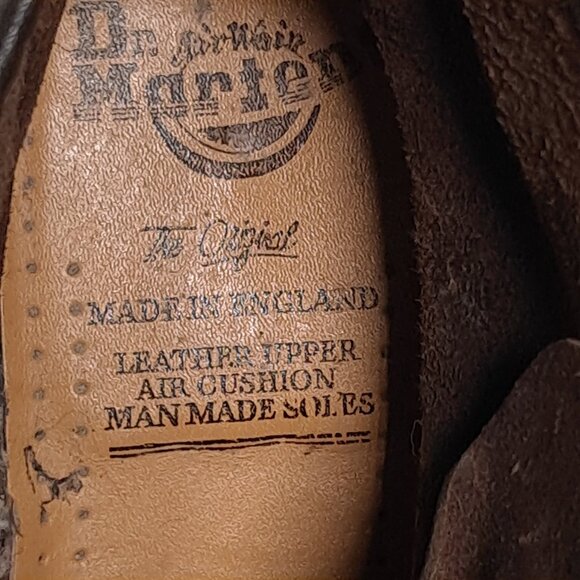 Dr. AirWair
Marten
The Original
MADE IN ENGLAND
LEATHER UPPER
AIR CUSHION
MAN MADE SOLES